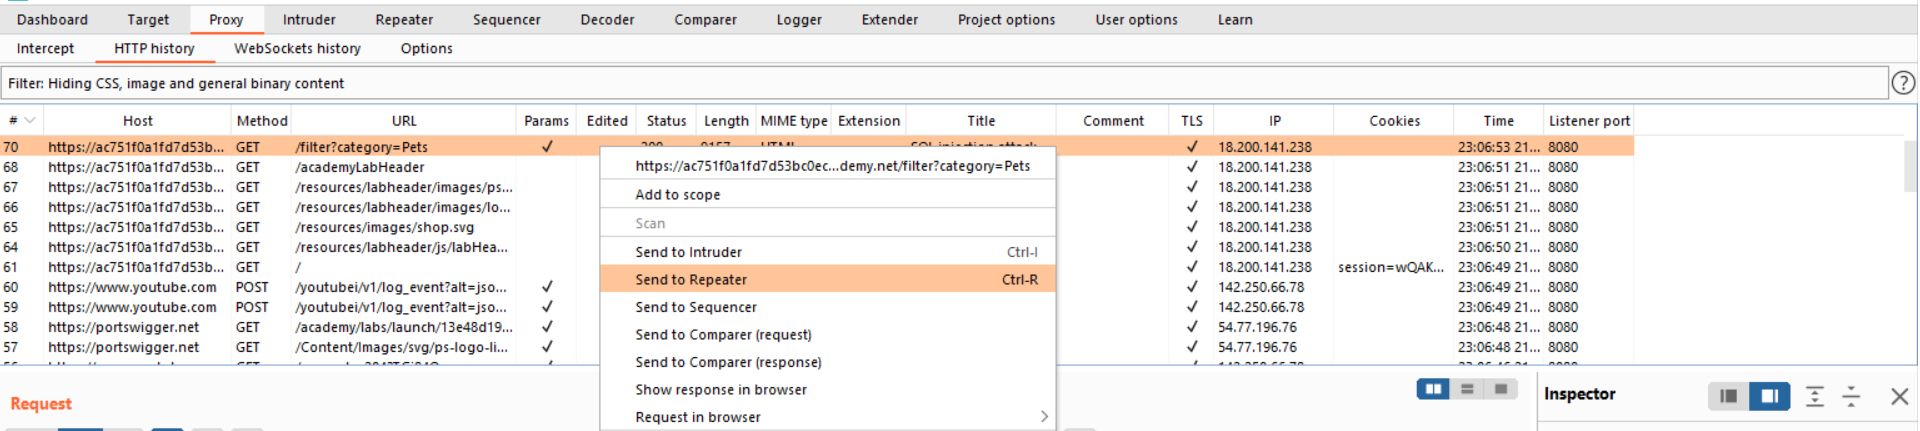 Dashboard Target Proxy Intruder Repeater Sequencer Decoder Comparer Logger Extender Project options User options Learn
Intercept HTTP history WebSockets history Options
Filter: Hiding CSS, image and general binary content ?
# Host Method URL Params Edited Status Length MIME type Extension Title Comment TLS IP Cookies Time Listener port
70 https://ac751f0a1fd7d53b... GET /filter?category=Pets ✓ ✓ 18.200.141.238 23:06:53 21... 8080
https://ac751f0a1fd7d53bc0ec...demy.net/filter?category=Pets
68 https://ac751f0a1fd7d53b... GET /academyLabHeader ✓ 18.200.141.238 23:06:51 21... 8080
67 https://ac751f0a1fd7d53b... GET /resources/labheader/images/ps... ✓ 18.200.141.238 23:06:51 21... 8080
Add to scope
66 https://ac751f0a1fd7d53b... GET /resources/labheader/images/lo... ✓ 18.200.141.238 23:06:51 21... 8080
Scan
65 https://ac751f0a1fd7d53b... GET /resources/images/shop.svg ✓ 18.200.141.238 23:06:51 21... 8080
64 https://ac751f0a1fd7d53b... GET /resources/labheader/js/labHea... ✓ 18.200.141.238 23:06:50 21... 8080
Send to Intruder Ctrl-I
61 https://ac751f0a1fd7d53b... GET / ✓ 18.200.141.238 session=wQAK... 23:06:49 21... 8080
Send to Repeater Ctrl-R
60 https://www.youtube.com POST /youtubei/v1/log_event?alt=jso... ✓ ✓ 142.250.66.78 23:06:49 21... 8080
59 https://www.youtube.com POST /youtubei/v1/log_event?alt=jso... ✓ ✓ 142.250.66.78 23:06:49 21... 8080
Send to Sequencer
58 https://portswigger.net GET /academy/labs/launch/13e48d19... ✓ ✓ 54.77.196.76 23:06:48 21... 8080
Send to Comparer (request)
57 https://portswigger.net GET /Content/Images/svg/ps-logo-li... ✓ ✓ 54.77.196.76 23:06:48 21... 8080
Send to Comparer (response)
Show response in browser
Request in browser
Request
Inspector